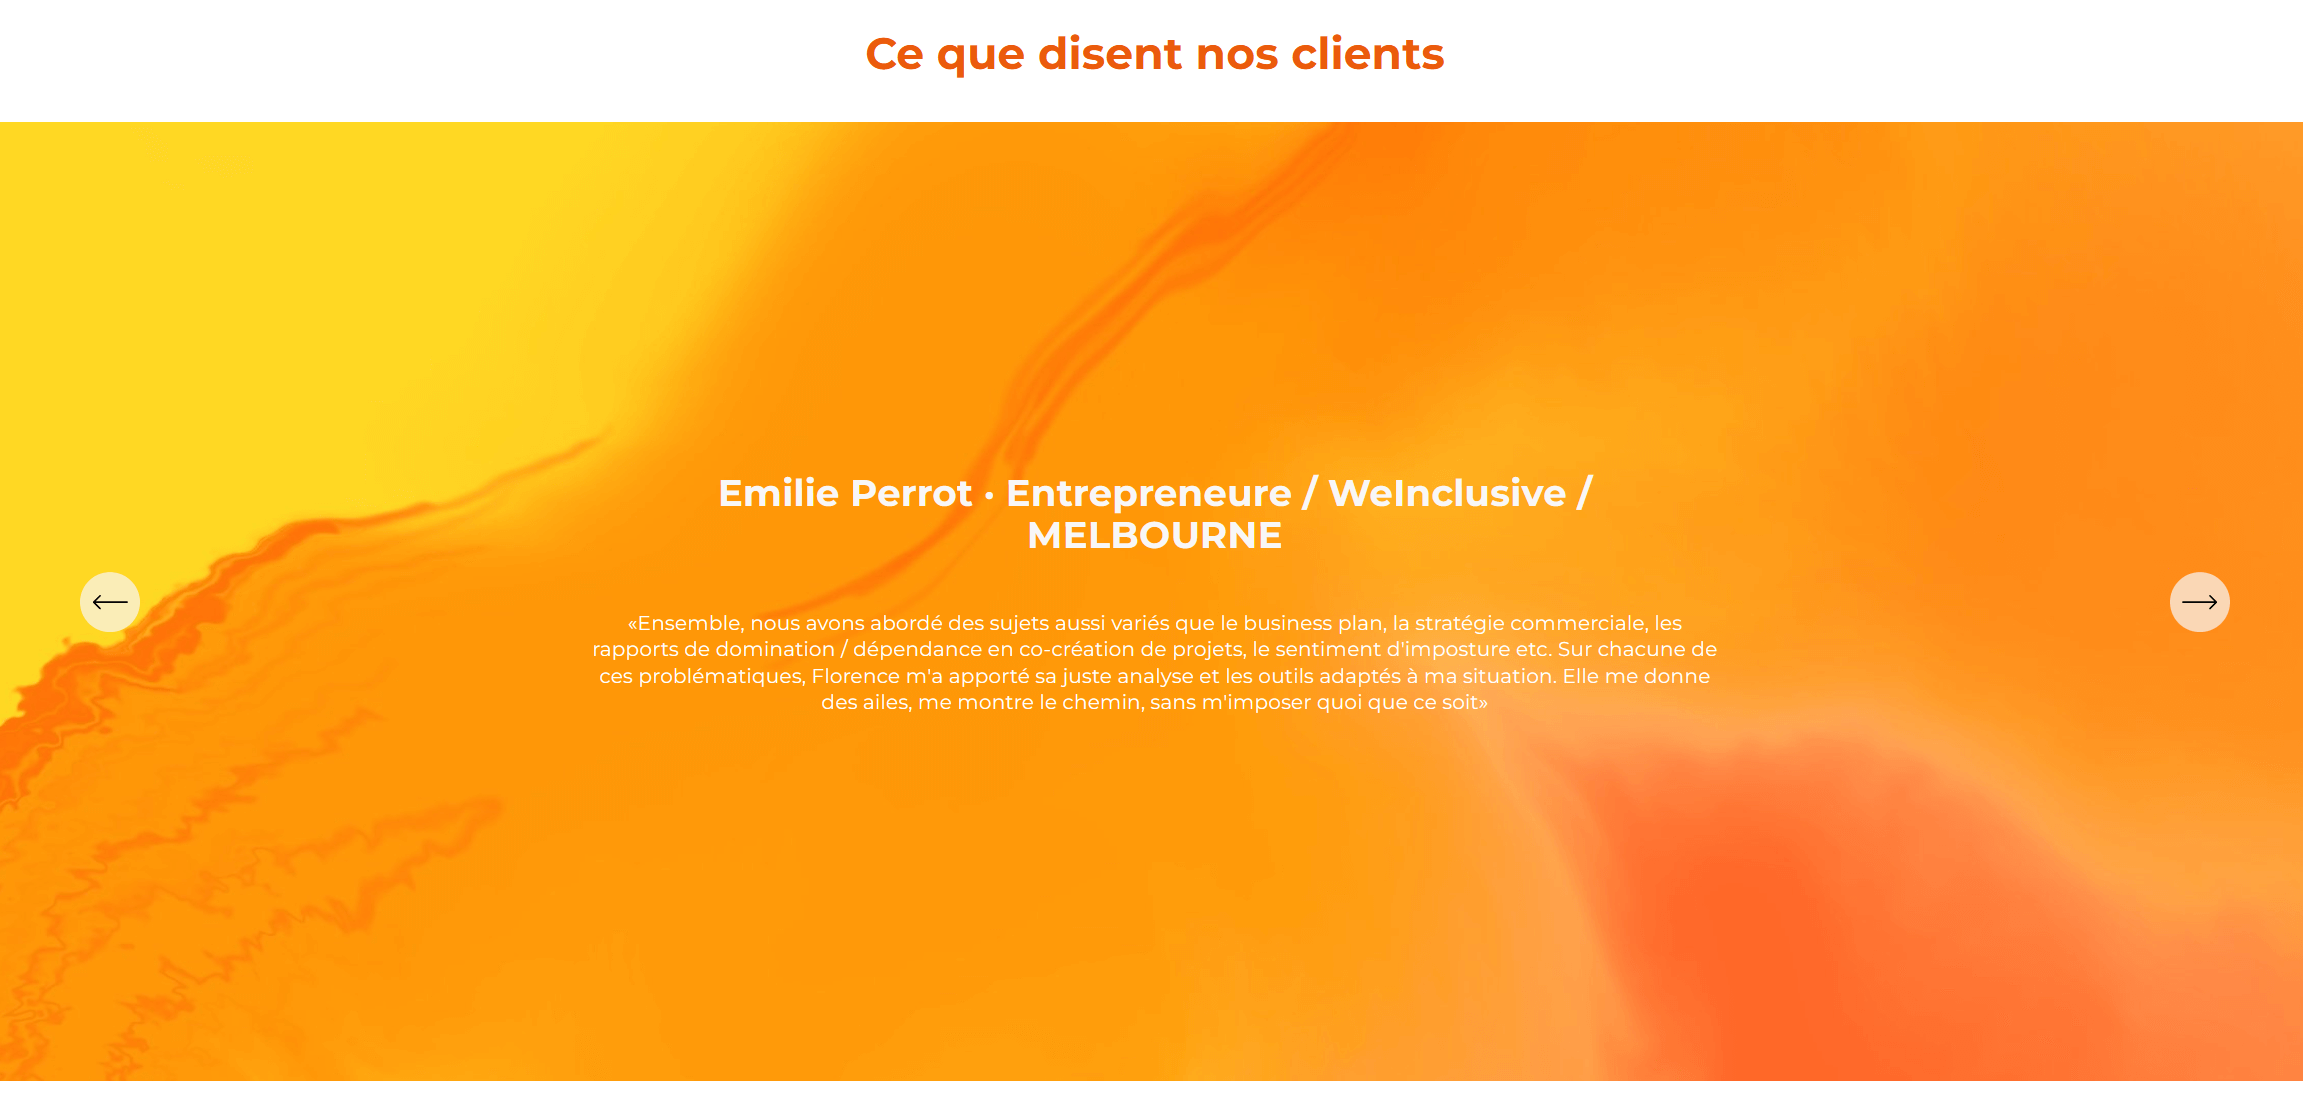 Ce que disent nos clients
Emilie Perrot · Entrepreneure / WeInclusive /
MELBOURNE
«Ensemble, nous avons abordé des sujets aussi variés que le business plan, la stratégie commerciale, les
rapports de domination / dépendance en co-création de projets, le sentiment d'imposture etc. Sur chacune de
ces problématiques, Florence m'a apporté sa juste analyse et les outils adaptés à ma situation. Elle me donne
des ailes, me montre le chemin, sans m'imposer quoi que ce soit»